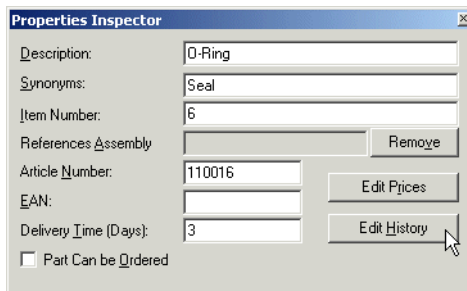 Properties Inspector
Description: O-Ring
Synonyms: Seal
Item Number: 6
References Assembly Remove
Article Number: 110016
Edit Prices
EAN:
Delivery Time (Days): 3 Edit History
Part Can be Ordered